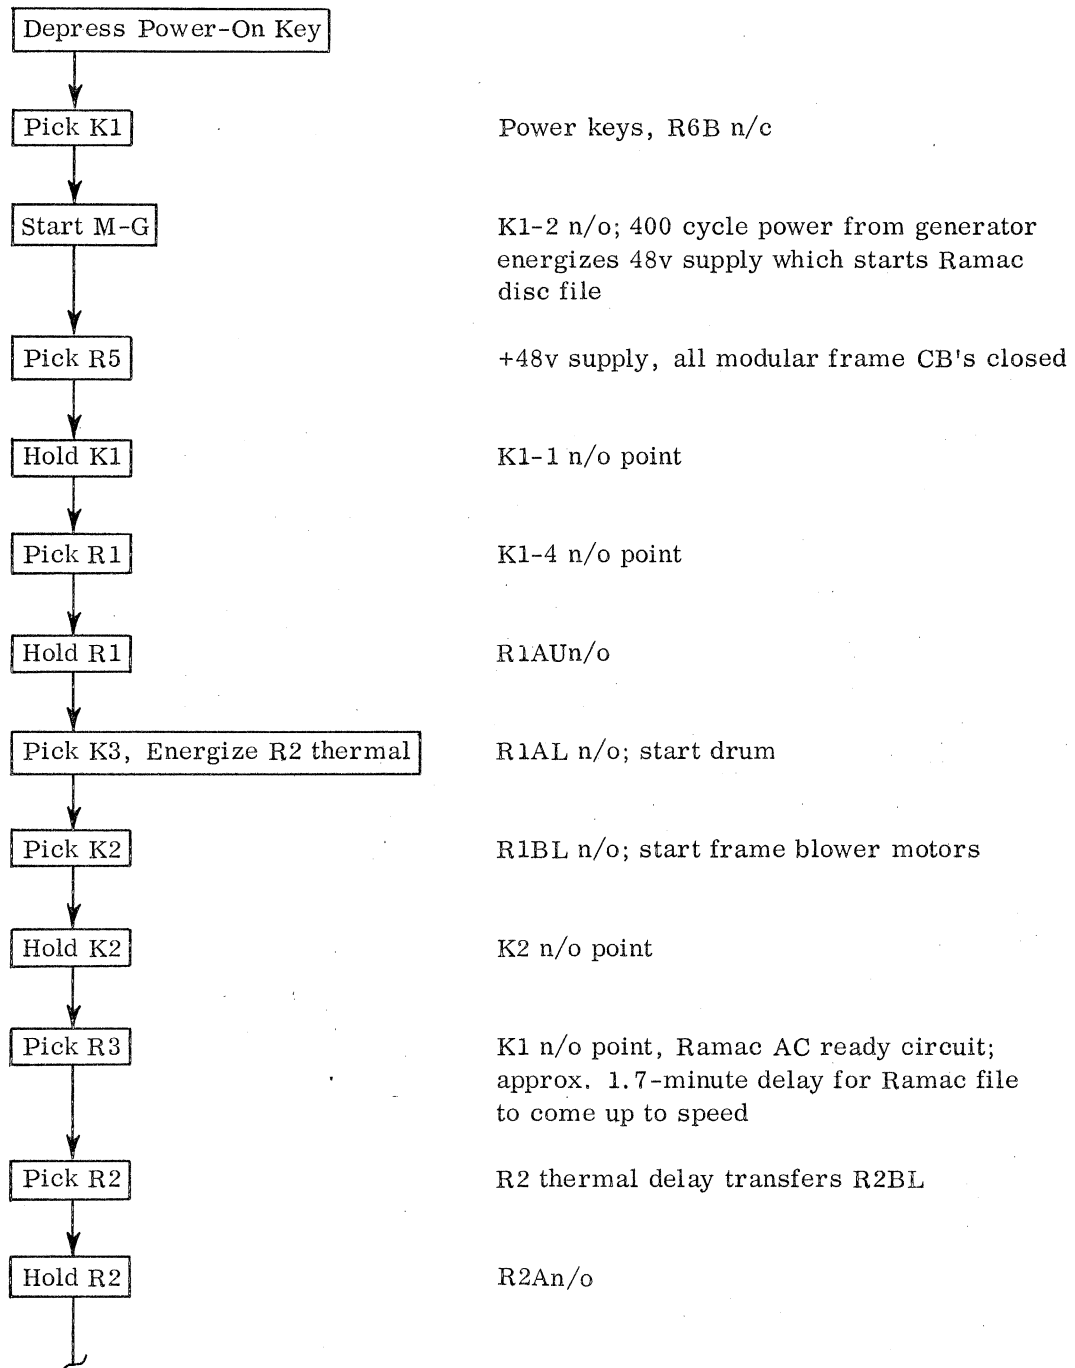 Depress Power-On Key
Pick K1
Power keys, R6B n/c
Start M-G
K1-2 n/o; 400 cycle power from generator
energizes 48v supply which starts Ramac
disc file
Pick R5
+48v supply, all modular frame CB's closed
Hold K1
K1-1 n/o point
Pick R1
K1-4 n/o point
Hold R1
R1AUn/o
Pick K3, Energize R2 thermal
R1AL n/o; start drum
Pick K2
R1BL n/o; start frame blower motors
Hold K2
K2 n/o point
Pick R3
K1 n/o point, Ramac AC ready circuit;
approx. 1.7-minute delay for Ramac file
to come up to speed
Pick R2
R2 thermal delay transfers R2BL
Hold R2
R2An/o